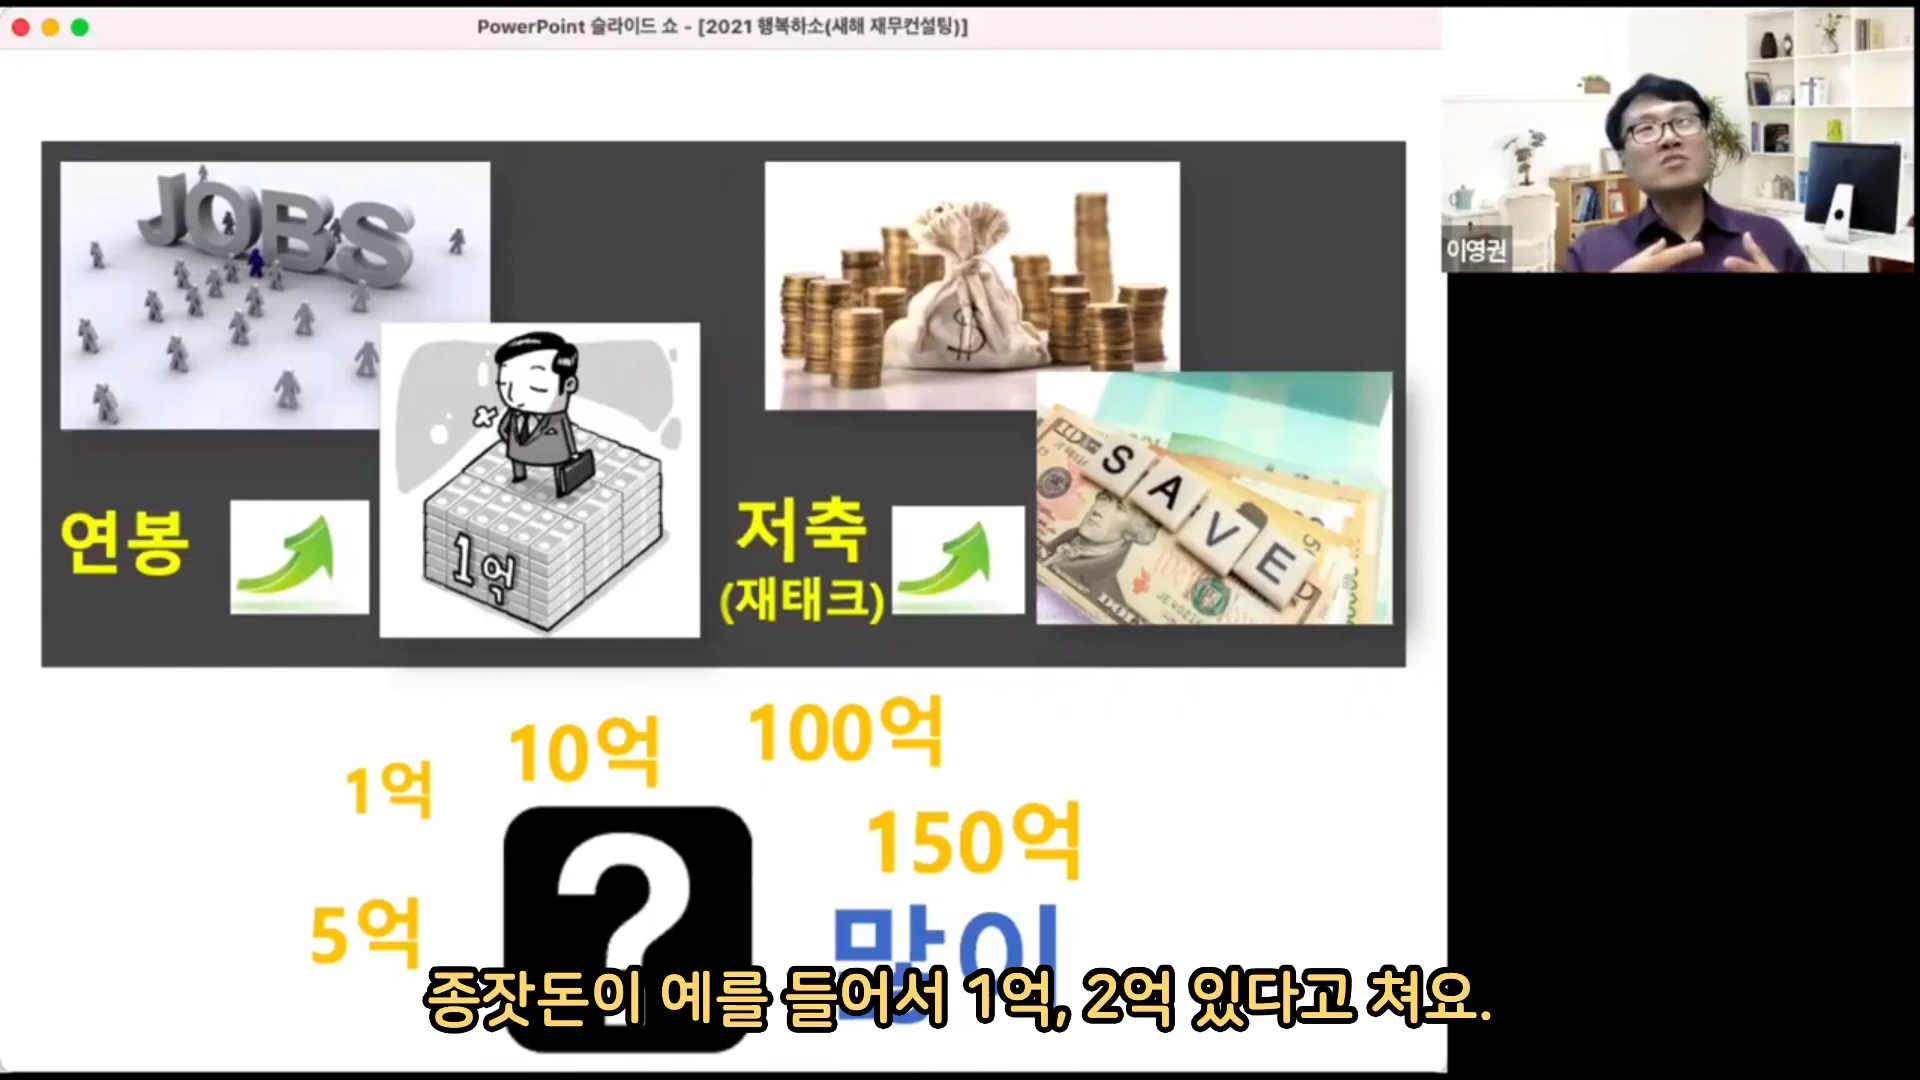 PowerPoint 슬라이드 쇼 - [2021 행복하소(새해 재무컨설팅)]
이영권
JOBS
1억
$
SAVE
연봉
저축
(재태크)
1억
10억
100억
150억
5억
?
많이
종잣돈이 예를 들어서 1억, 2억 있다고 쳐요.